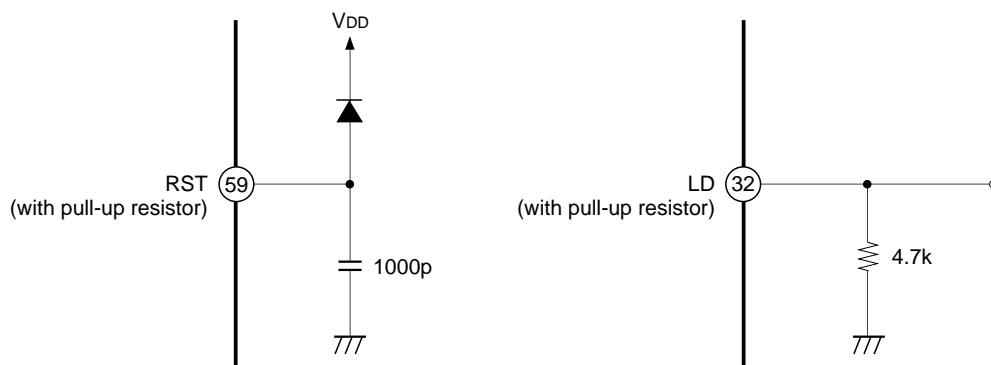 VDD
RST
(with pull-up resistor)
59
1000p
LD
(with pull-up resistor)
32
4.7k